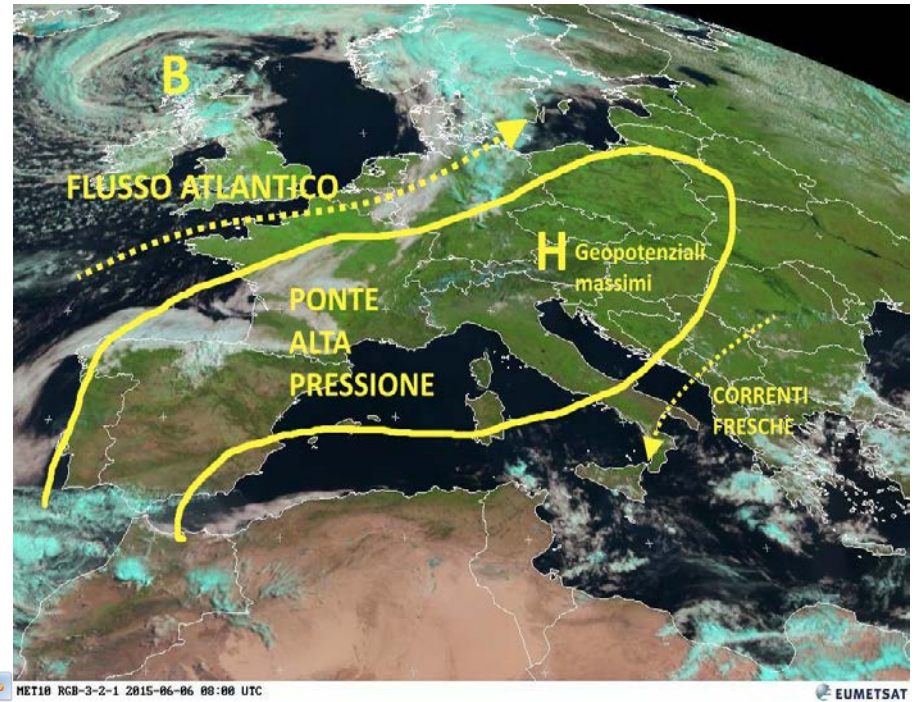 B
FLUSSO ATLANTICO
H Geopotenziali
massimi
PONTE
ALTA
PRESSIONE
CORRENTI
FRESCHE
MET10 RGB-3-2-1 2015-06-06 08:00 UTC
EUMETSAT